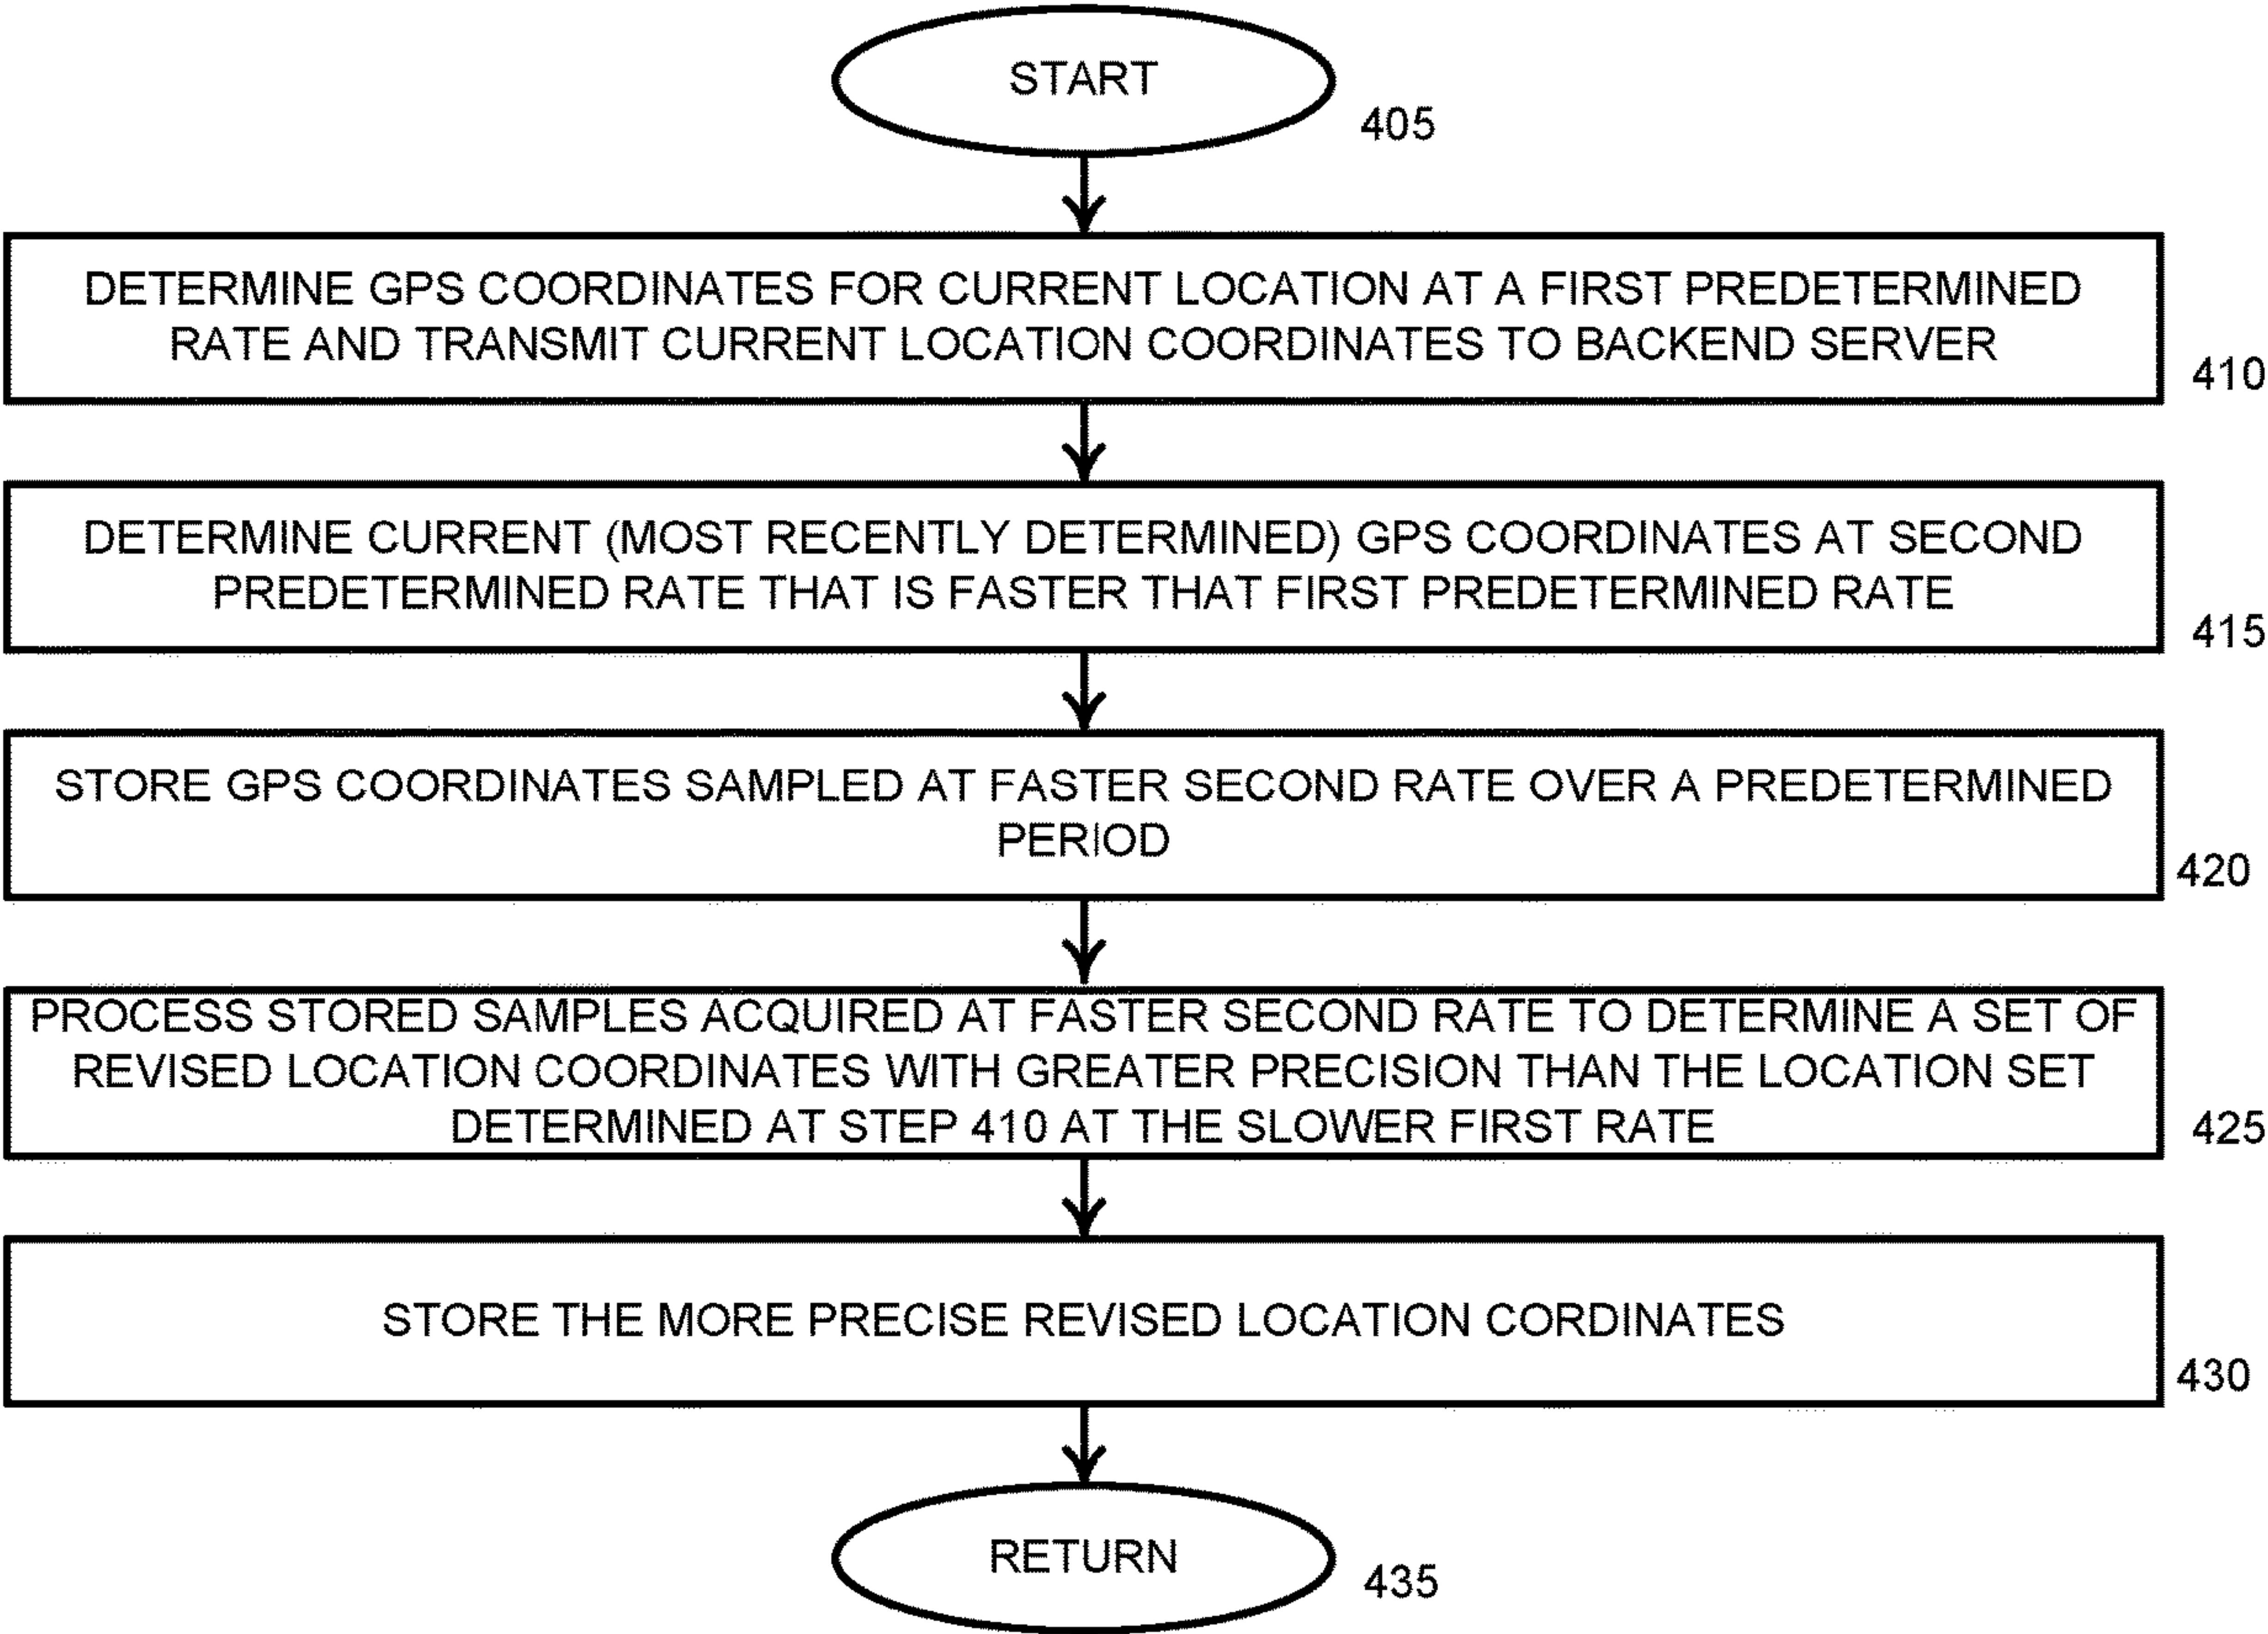 START
405
DETERMINE GPS COORDINATES FOR CURRENT LOCATION AT A FIRST PREDETERMINED
RATE AND TRANSMIT CURRENT LOCATION COORDINATES TO BACKEND SERVER
410
DETERMINE CURRENT (MOST RECENTLY DETERMINED) GPS COORDINATES AT SECOND
PREDETERMINED RATE THAT IS FASTER THAT FIRST PREDETERMINED RATE
415
STORE GPS COORDINATES SAMPLED AT FASTER SECOND RATE OVER A PREDETERMINED
PERIOD
420
PROCESS STORED SAMPLES ACQUIRED AT FASTER SECOND RATE TO DETERMINE A SET OF
REVISED LOCATION COORDINATES WITH GREATER PRECISION THAN THE LOCATION SET
DETERMINED AT STEP 410 AT THE SLOWER FIRST RATE
425
STORE THE MORE PRECISE REVISED LOCATION CORDINATES
430
RETURN
435